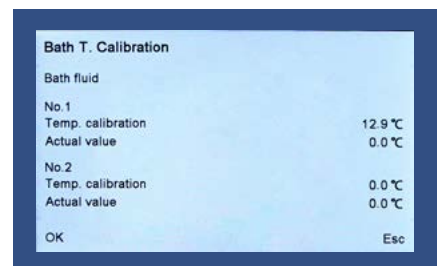 Bath T. Calibration
Bath fluid
No.1
Temp. calibration 12.9 ℃
Actual value 0.0 ℃
No.2
Temp. calibration 0.0 ℃
Actual value 0.0 ℃
OK Esc